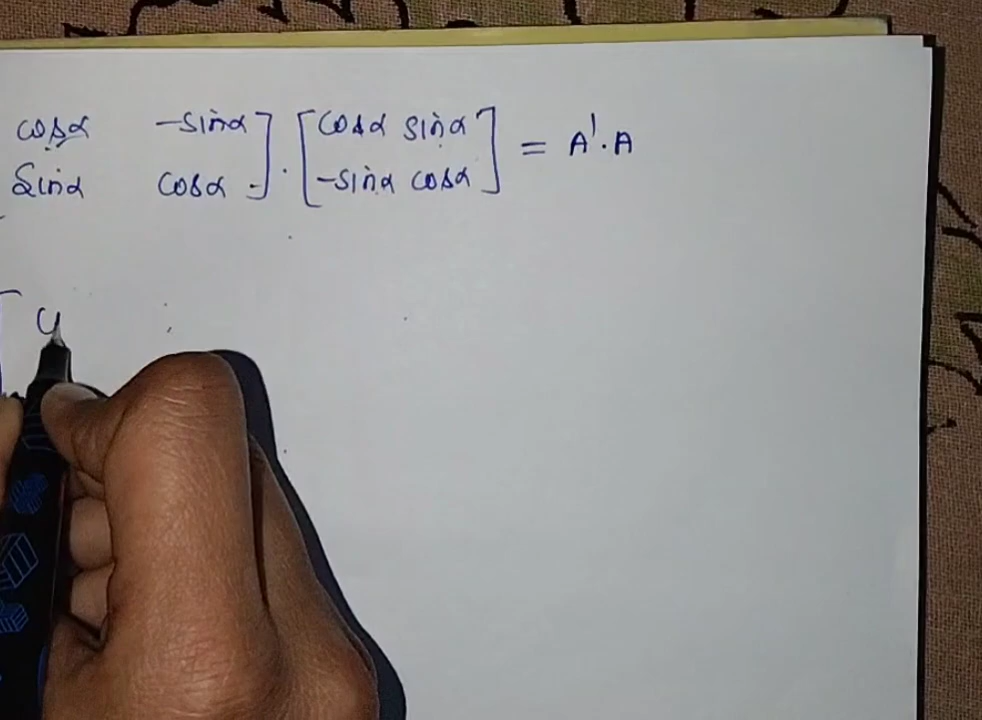 cosα -sinα] . [cosα sinα] = A'.A
sinα cosα -sinα cosα